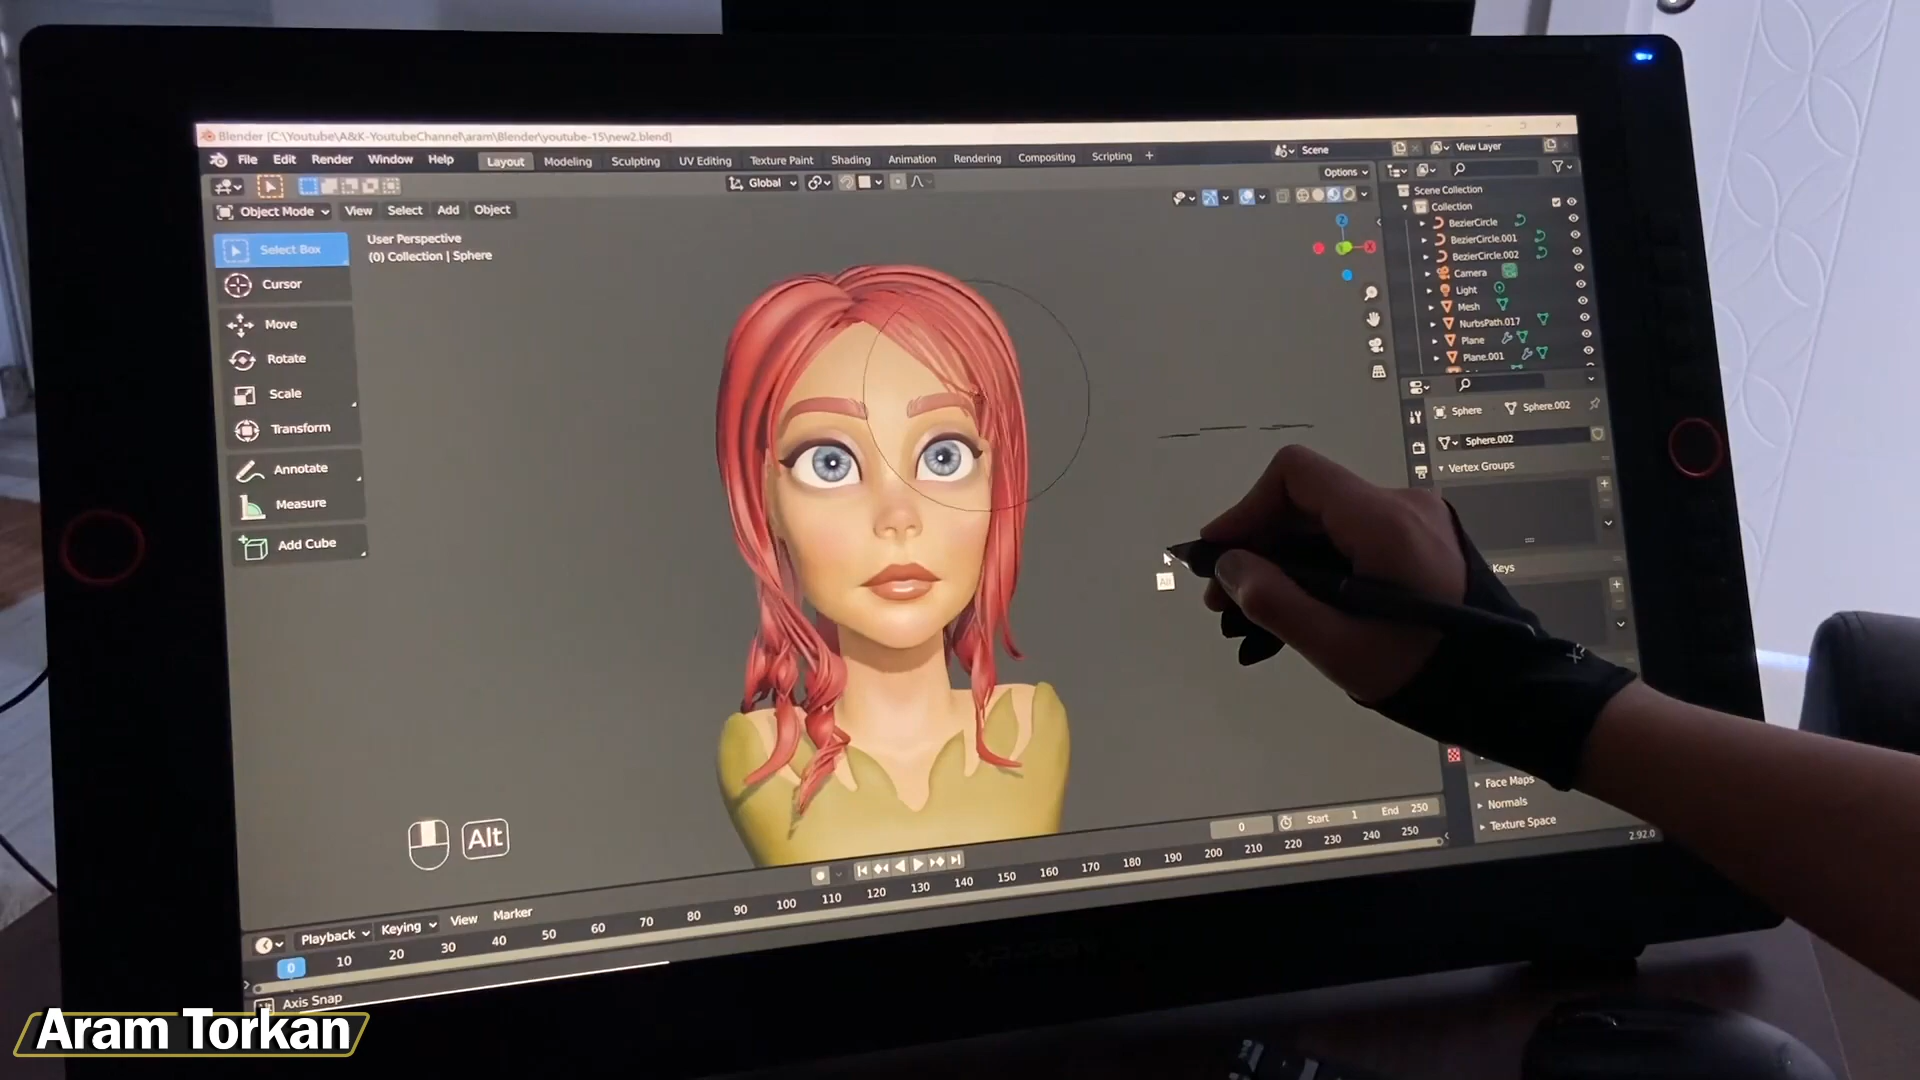 Blender [C:\Youtube\A&K-YoutubeChannel\aram\Blender\youtube-15\new2.blend]
File Edit Render Window Help Layout Modeling Sculpting UV Editing Texture Paint Shading Animation Rendering Compositing Scripting + Scene View Layer
Global Options
Object Mode View Select Add Object
Select Box
Cursor
Move
Rotate
Scale
Transform
Annotate
Measure
Add Cube
User Perspective
(0) Collection | Sphere
Z
X
Scene Collection
Collection
BezierCircle
BezierCircle.001
BezierCircle.002
Camera
Light
Mesh
NurbsPath.017
Plane
Plane.001
Sphere Sphere.002
Sphere.002
Vertex Groups
Keys
Face Maps
Normals
Texture Space
2.92.0
Alt
Alt
0 Start 1 End 250
Playback Keying View Marker
0 10 20 30 40 50 60 70 80 90 100 110 120 130 140 150 160 170 180 190 200 210 220 230 240 250
Axis Snap
Aram Torkan